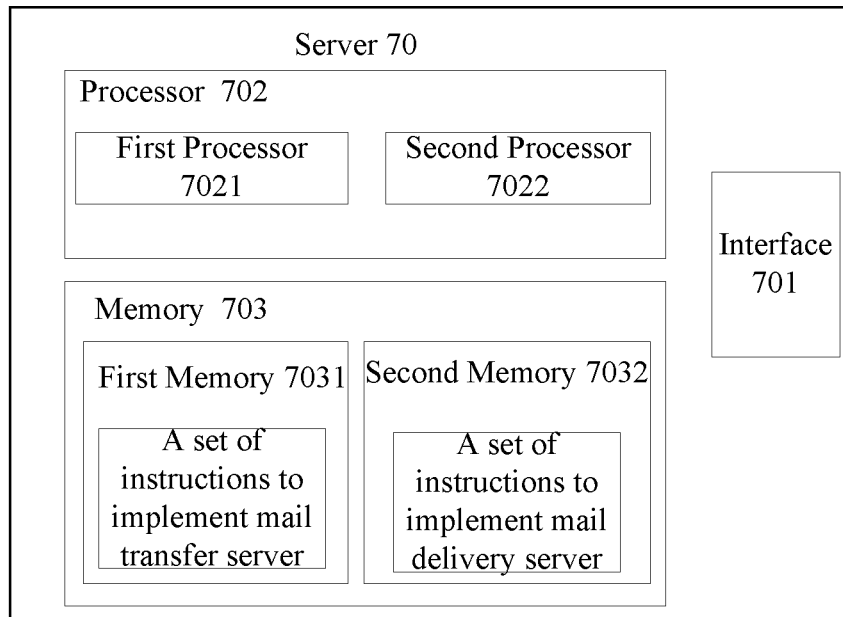 Server 70
Processor 702
First Processor
7021
Second Processor
7022
Interface
701
Memory 703
First Memory 7031
A set of
instructions to
implement mail
transfer server
Second Memory 7032
A set of
instructions to
implement mail
delivery server